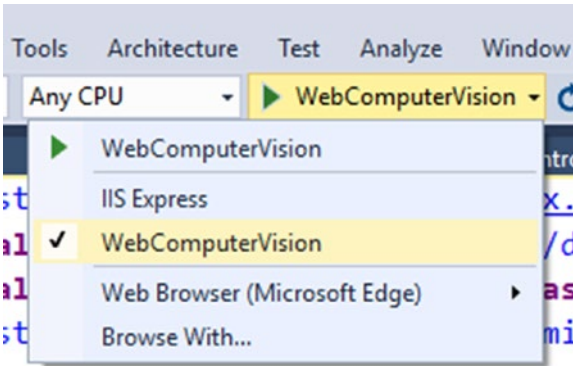 Tools Architecture Test Analyze Window
Any CPU WebComputerVision
WebComputerVision
IIS Express
WebComputerVision
Web Browser (Microsoft Edge)
Browse With...